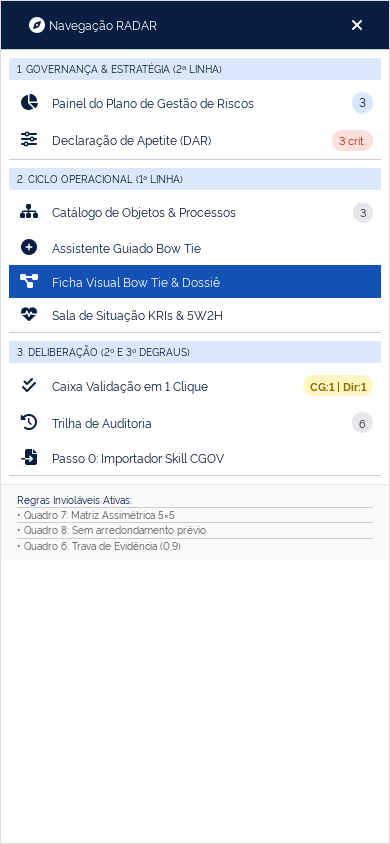 Navegação RADAR
1. GOVERNANÇA & ESTRATÉGIA (2ª LINHA)
Painel do Plano de Gestão de Riscos 3
Declaração de Apetite (DAR) 3 crit.
2. CICLO OPERACIONAL (1ª LINHA)
Catálogo de Objetos & Processos 3
Assistente Guiado Bow Tie
Ficha Visual Bow Tie & Dossiê
Sala de Situação KRIs & 5W2H
3. DELIBERAÇÃO (2º E 3º DEGRAUS)
Caixa Validação em 1 Clique CG:1 | Dir:1
Trilha de Auditoria 6
Passo 0: Importador Skill CGOV
Regras Invioláveis Ativas:
• Quadro 7: Matriz Assimétrica 5×5
• Quadro 8: Sem arredondamento prévio
• Quadro 6: Trava de Evidência (0,9)